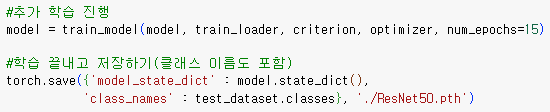 #추가 학습 진행
model = train_model(model, train_loader, criterion, optimizer, num_epochs=15)
#학습 끝내고 저장하기(클래스 이름도 포함)
torch.save({'model_state_dict' : model.state_dict(),
'class_names' : test_dataset.classes}, './ResNet50.pth')